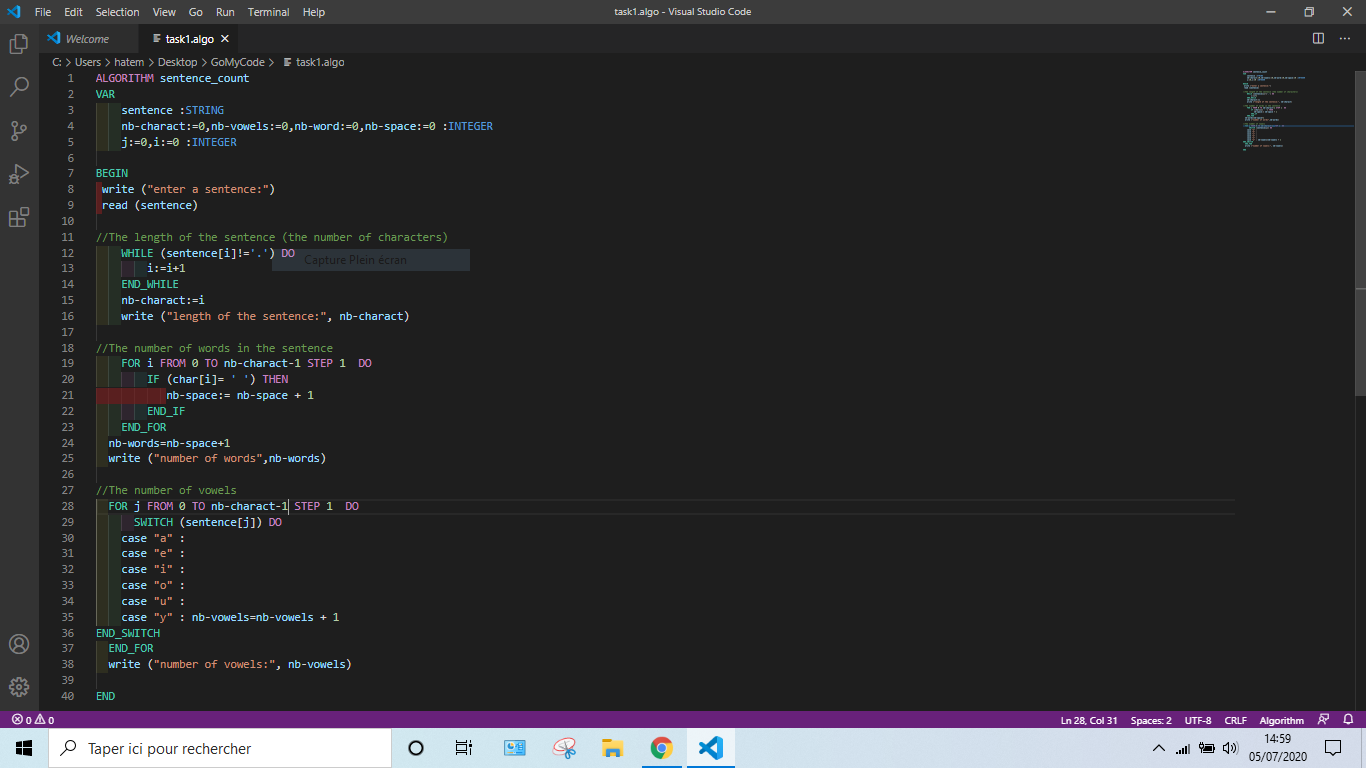 File Edit Selection View Go Run Terminal Help task1.algo - Visual Studio Code
Welcome task1.algo
C: > Users > hatem > Desktop > GoMyCode > task1.algo
1 ALGORITHM sentence_count
2 VAR
3 sentence :STRING
4 nb-charact:=0,nb-vowels:=0,nb-word:=0,nb-space:=0 :INTEGER
5 j:=0,i:=0 :INTEGER
6
7 BEGIN
8 write ("enter a sentence:")
9 read (sentence)
10
11 //The length of the sentence (the number of characters)
12 WHILE (sentence[i]!='.') DO
Capture Plein écran
13 i:=i+1
14 END_WHILE
15 nb-charact:=i
16 write ("length of the sentence:", nb-charact)
17
18 //The number of words in the sentence
19 FOR i FROM 0 TO nb-charact-1 STEP 1 DO
20 IF (char[i]= ' ') THEN
21 nb-space:= nb-space + 1
22 END_IF
23 END_FOR
24 nb-words=nb-space+1
25 write ("number of words",nb-words)
26
27 //The number of vowels
28 FOR j FROM 0 TO nb-charact-1 STEP 1 DO
29 SWITCH (sentence[j]) DO
30 case "a" :
31 case "e" :
32 case "i" :
33 case "o" :
34 case "u" :
35 case "y" : nb-vowels=nb-vowels + 1
36 END_SWITCH
37 END_FOR
38 write ("number of vowels:", nb-vowels)
39
40 END
0 0 Ln 28, Col 31 Spaces: 2 UTF-8 CRLF Algorithm
Taper ici pour rechercher
14:59
05/07/2020